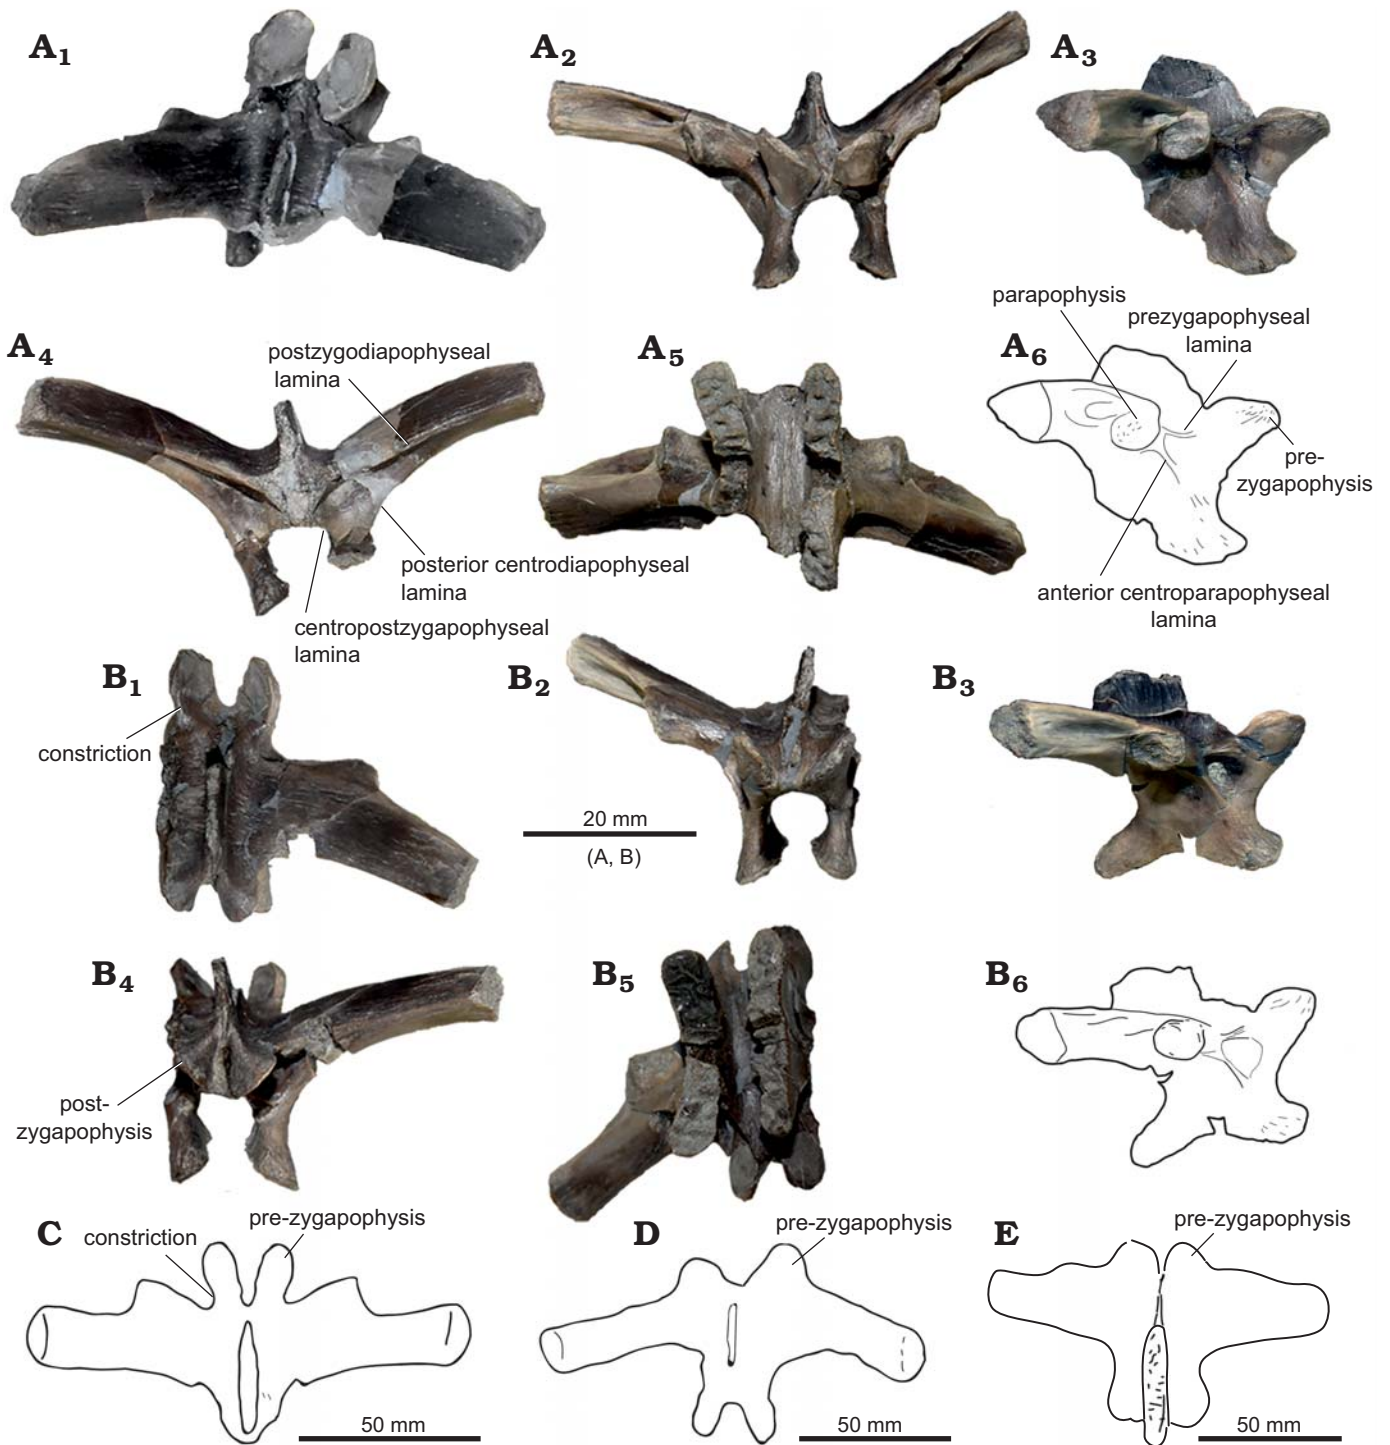 A1
A2
A3
parapophysis
prezygapophyseal
lamina
A4
postzygodiapophyseal
lamina
A5
A6
pre-
zygapophysis
posterior centrodiapophyseal
lamina
anterior centroparapophyseal
lamina
centropostzygapophyseal
lamina
B1
B2
B3
constriction
20 mm
(A, B)
B4
B5
B6
post-
zygapophysis
C
constriction
pre-zygapophysis
D
pre-zygapophysis
E
pre-zygapophysis
50 mm
50 mm
50 mm